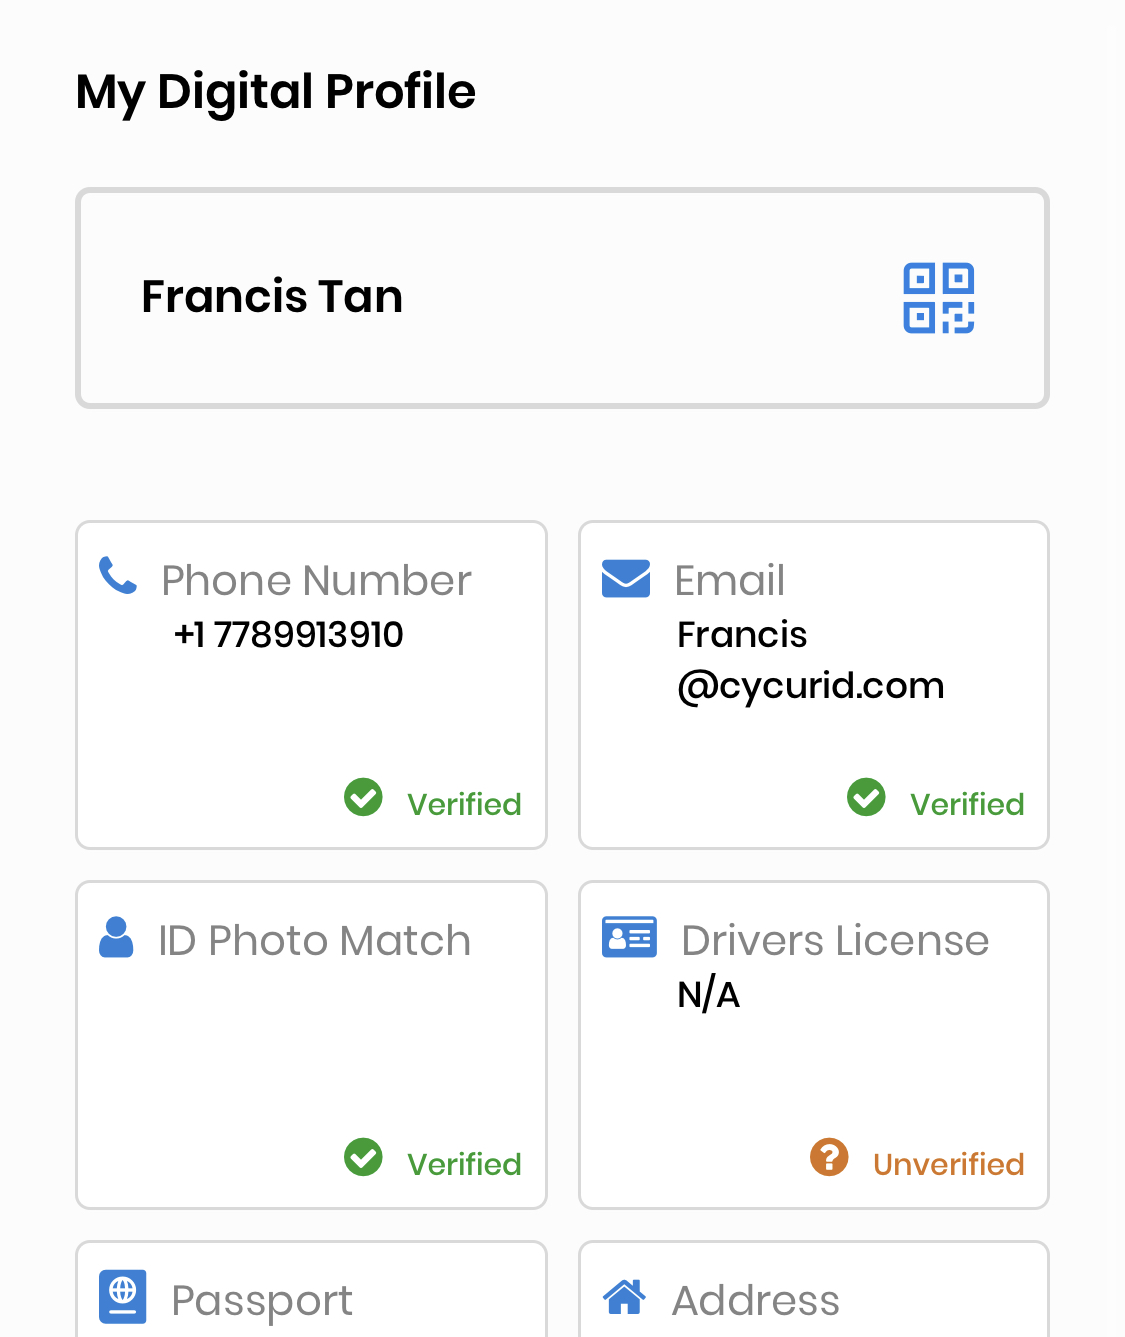 My Digital Profile
Francis Tan
Phone Number
+1 7789913910
Verified
Email
Francis
@cycurid.com
Verified
ID Photo Match
Verified
Drivers License
N/A
Unverified
Passport
Address